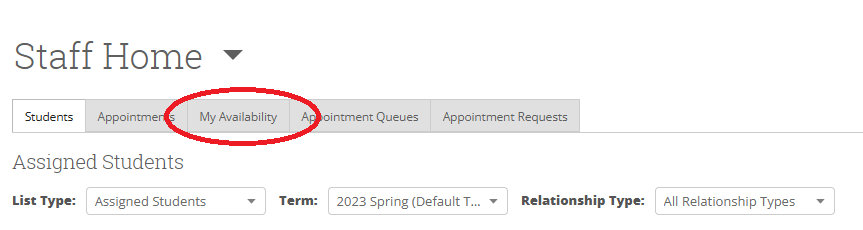 Staff Home
Students Appointments My Availability Appointment Queues Appointment Requests
Assigned Students
List Type: Assigned Students Term: 2023 Spring (Default T... Relationship Type: All Relationship Types